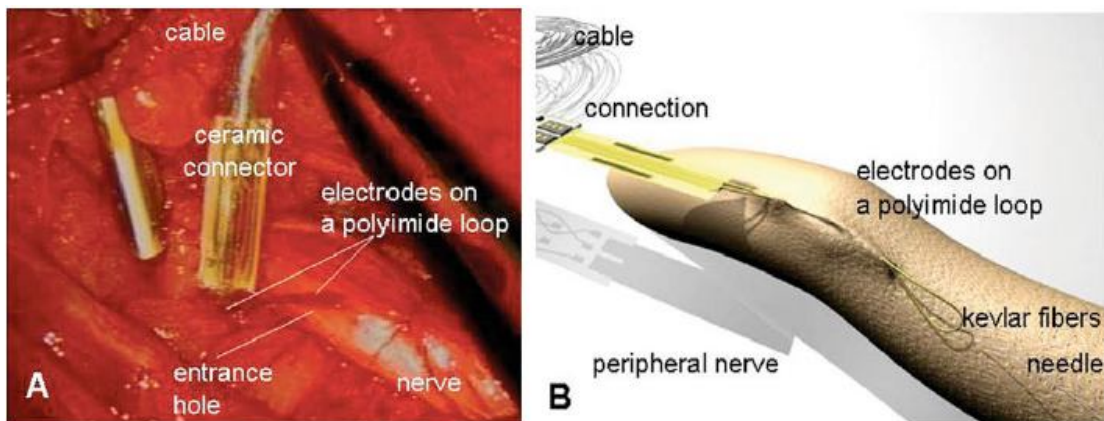 cable
ceramic
connector
electrodes on
a polyimide loop
entrance
hole
nerve
A
cable
connection
electrodes on
a polyimide loop
kevlar fibers
needle
peripheral nerve
B